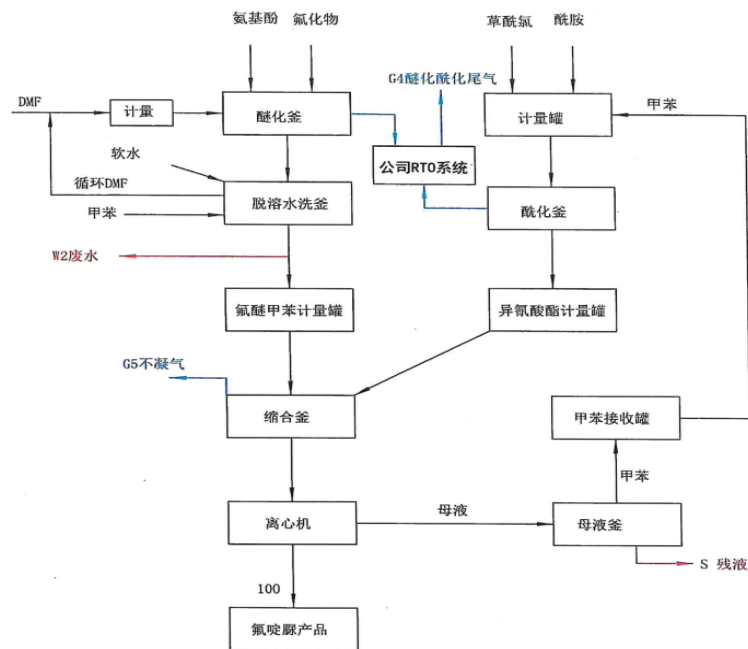 氨基酚 氟化物
草酰氯 酰胺
G4醚化酰化尾气
DMF
计量
醚化釜
计量罐
甲苯
软水
公司RTO系统
循环DMF
脱溶水洗釜
酰化釜
甲苯
W2废水
氟醚甲苯计量罐
异氰酸酯计量罐
G5不凝气
缩合釜
甲苯接收罐
甲苯
离心机
母液
母液釜
S 残液
100
氟啶脲产品